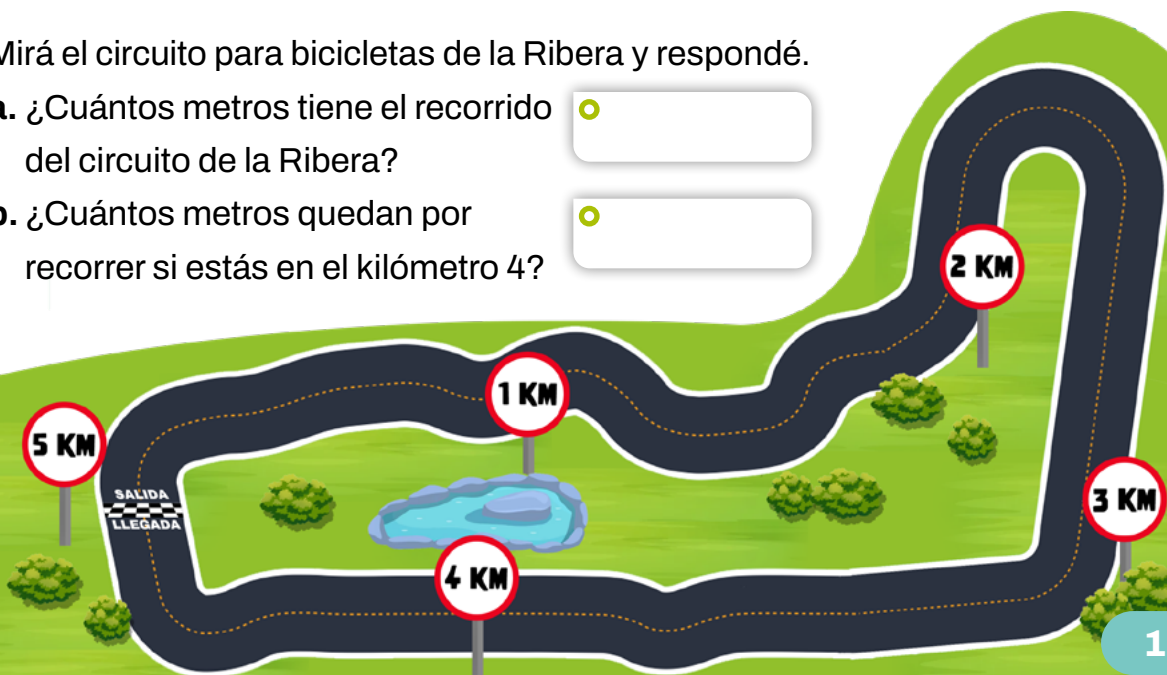 Mirá el circuito para bicicletas de la Ribera y respondé.
a. ¿Cuántos metros tiene el recorrido
del circuito de la Ribera?
b. ¿Cuántos metros quedan por
recorrer si estás en el kilómetro 4?
2 KM
1 KM
5 KM
SALIDA
LLEGADA
3 KM
4 KM
1